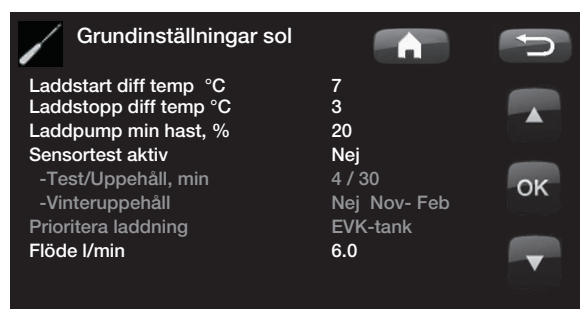 Grundinställningar sol
Laddstart diff temp °C 7
Laddstopp diff temp °C 3
Laddpump min hast, % 20
Sensortest aktiv Nej
-Test/Uppehåll, min 4 / 30
-Vinteruppehåll Nej Nov- Feb
Prioritera laddning EVK-tank
Flöde l/min 6.0
OK